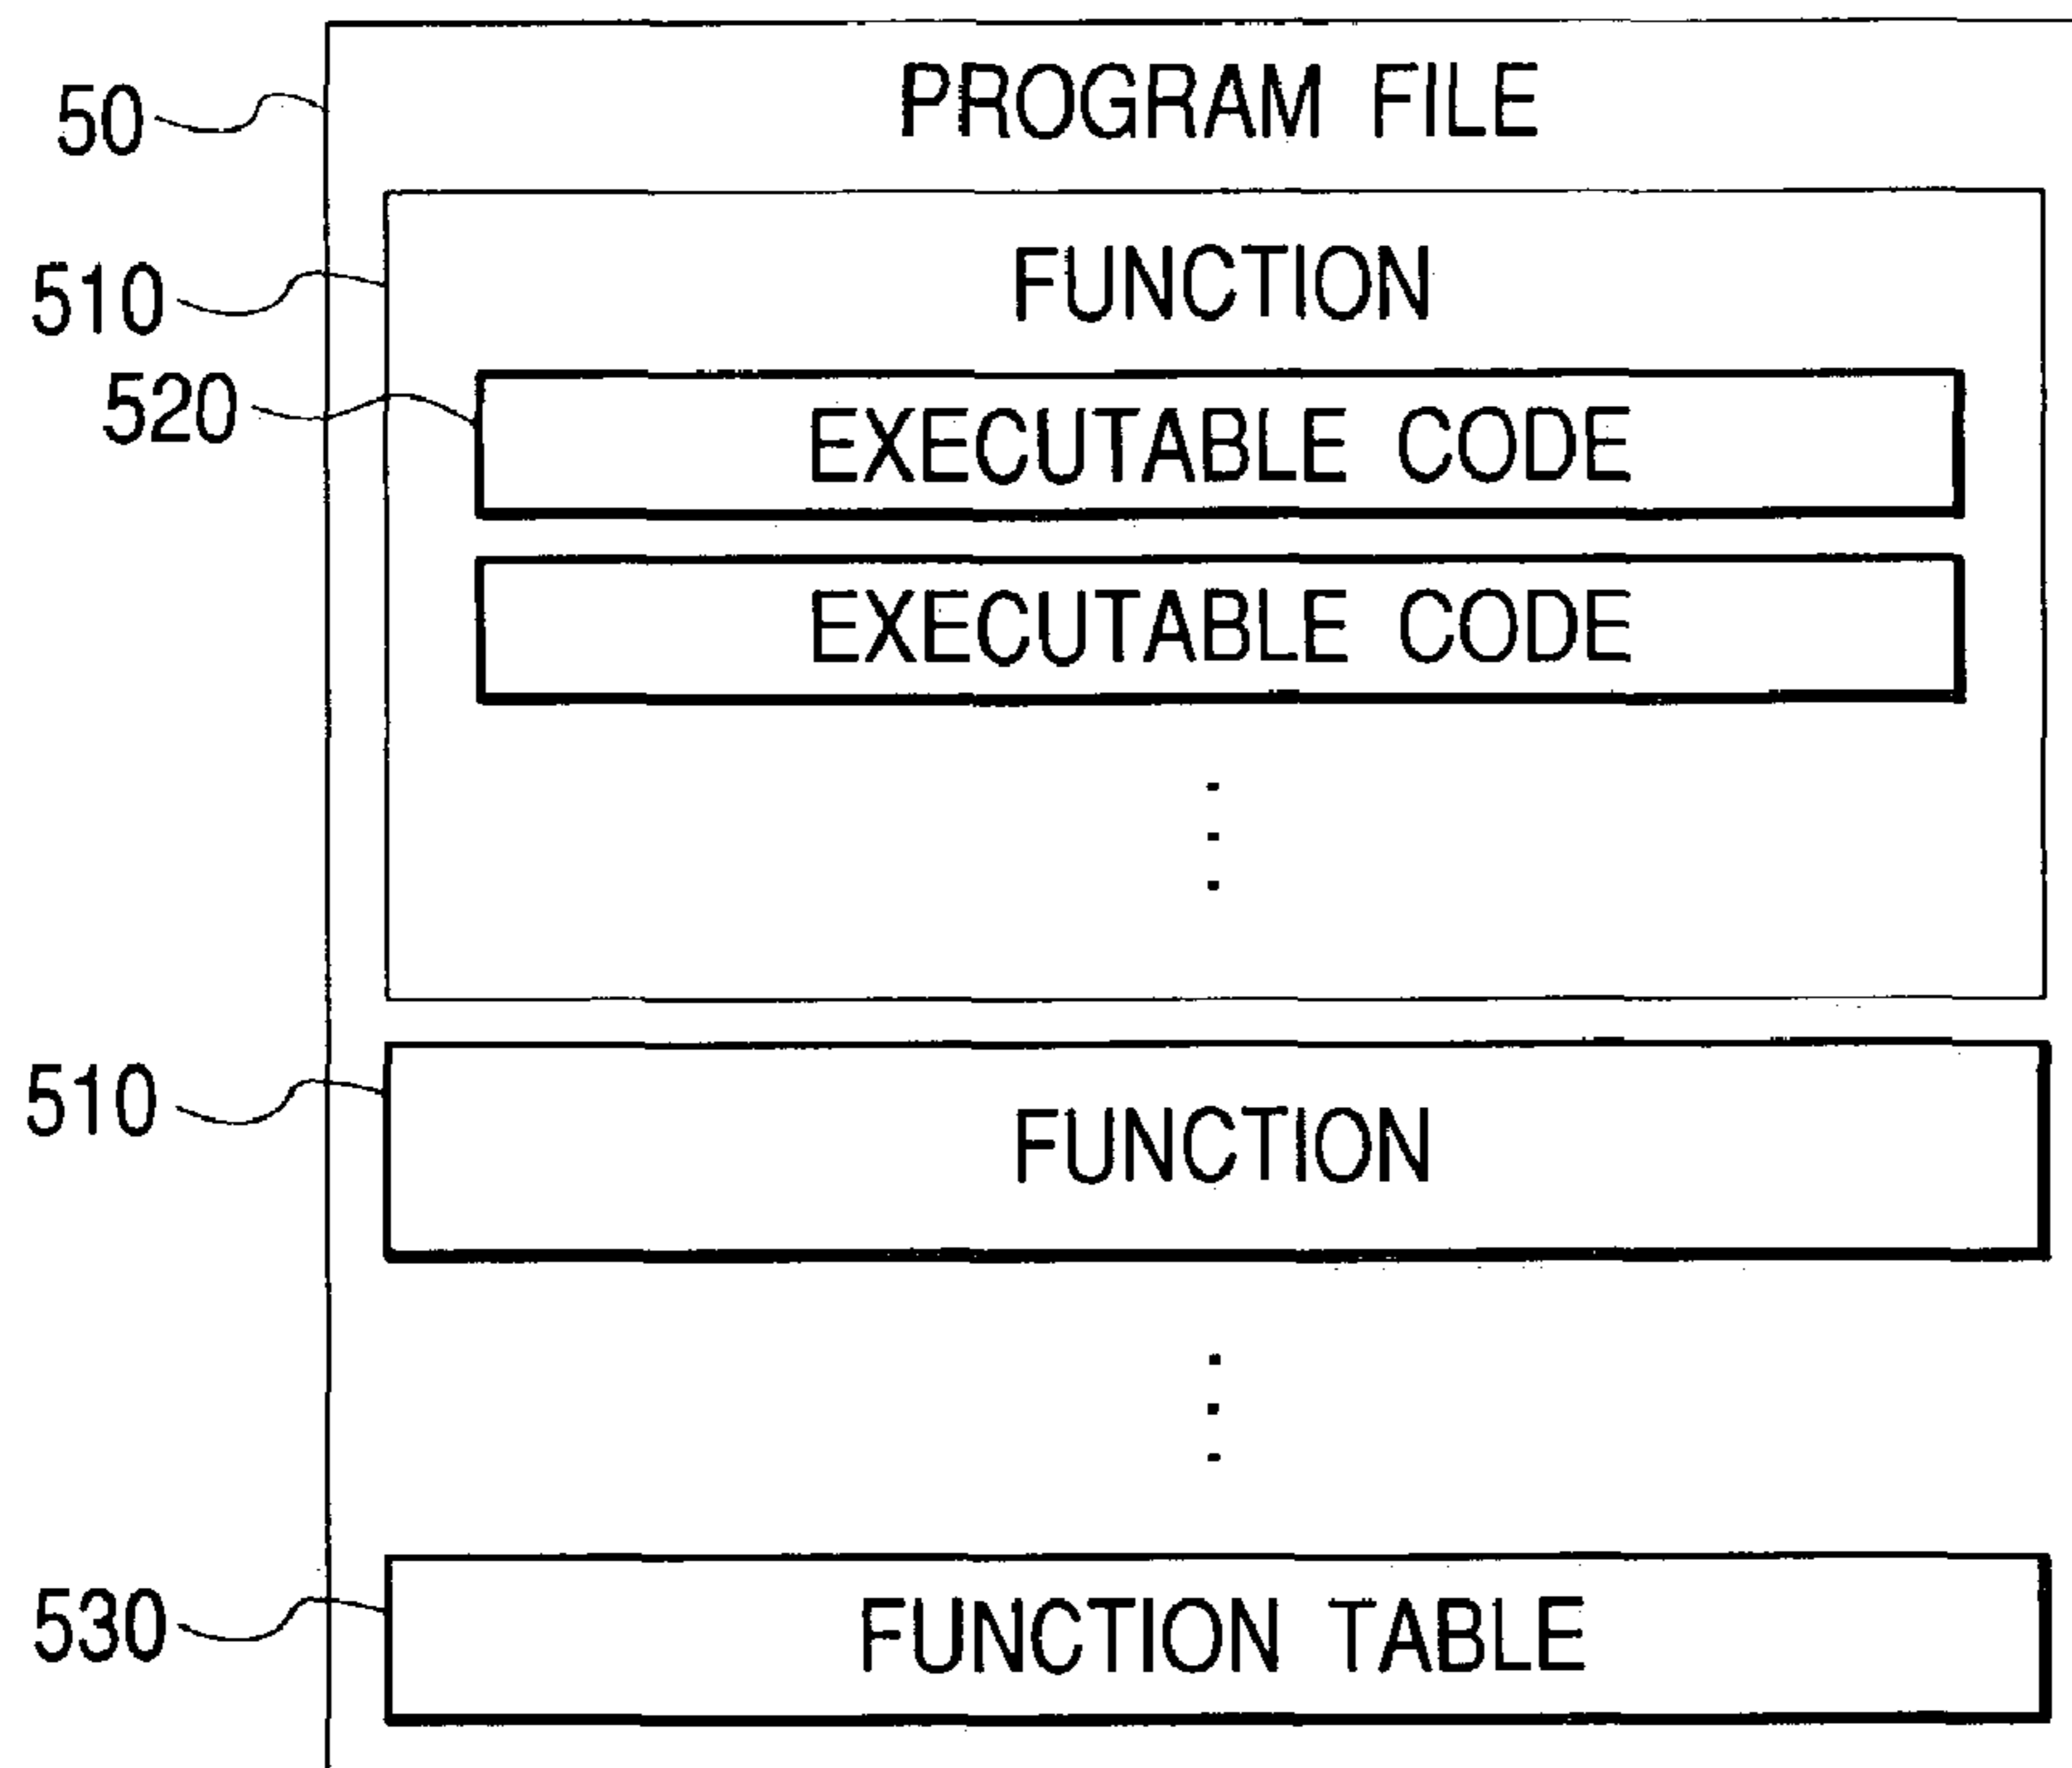 50
PROGRAM FILE
510
FUNCTION
520
EXECUTABLE CODE
EXECUTABLE CODE
510
FUNCTION
530
FUNCTION TABLE